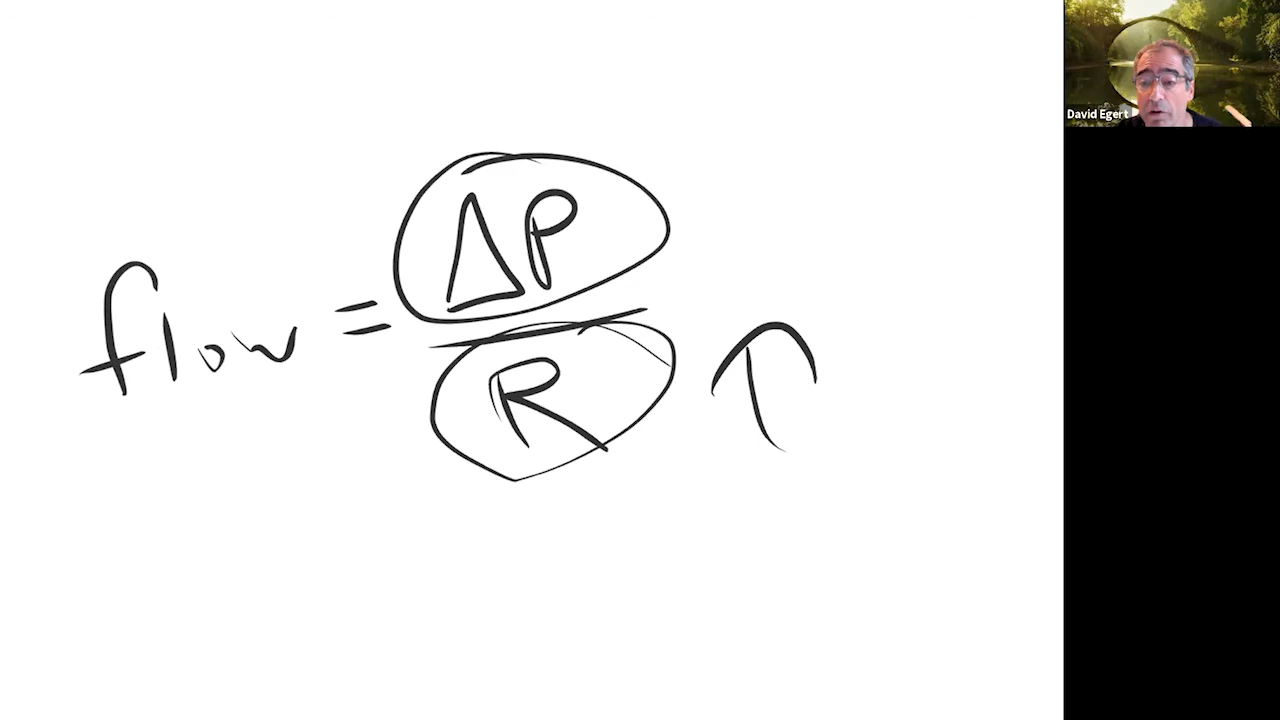 David Egert
flow = ΔP / R ↑